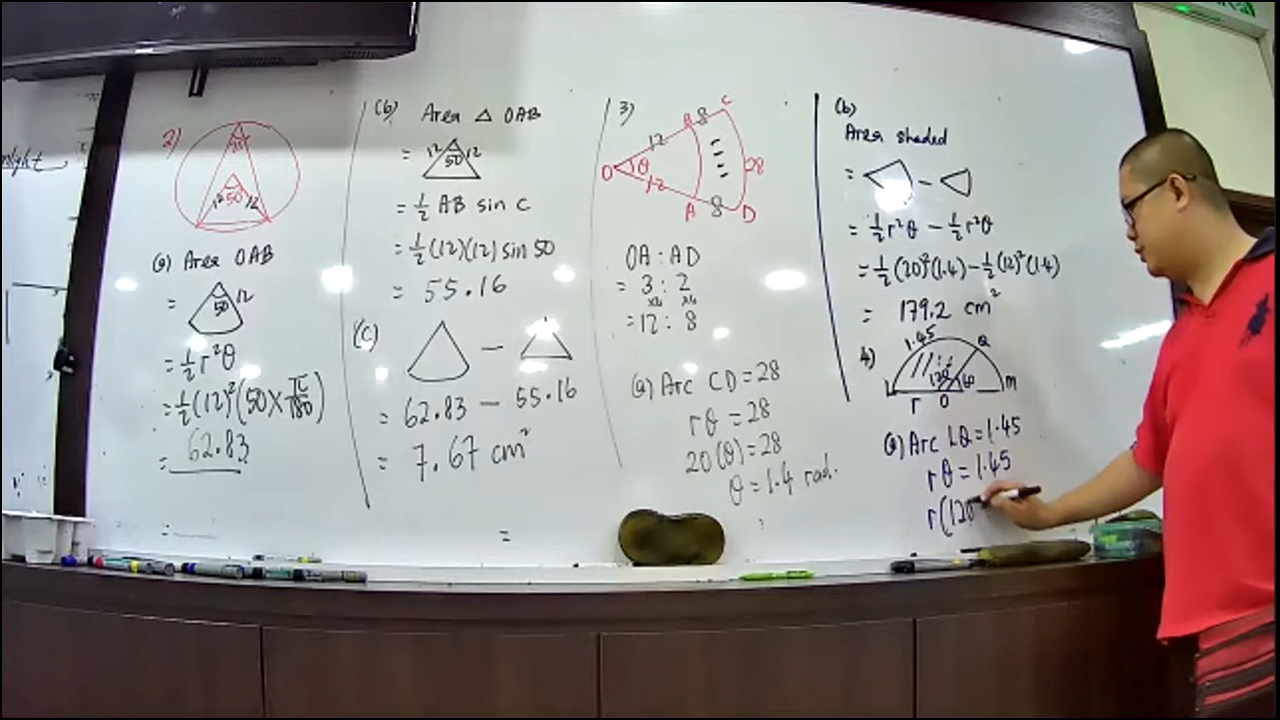 2)
50
12 12
(a) Area OAB
= 50 12
= ½ r²θ
= ½ (12)² (50 × π/180)
= 62.83
=
(b) Area △ OAB
= 12 50 12
= ½ AB sin C
= ½ (12)(12) sin 50
= 55.16
(c) —
= 62.83 — 55.16
= 7.67 cm²
=
3)
O θ 12 B 8 C
12 A 8 D
28
OA : AD
= 3 : 2
×4 ×4
= 12 : 8
(a) Arc CD = 28
rθ = 28
20(θ) = 28
θ = 1.4 rad.
(b)
Area shaded
= —
= ½ r²θ — ½ r²θ
= ½ (20)²(1.4) — ½ (12)²(1.4)
= 179.2 cm²
4)
1.45 Q
120 60
L r O M
(a) Arc LQ = 1.45
rθ = 1.45
r(120